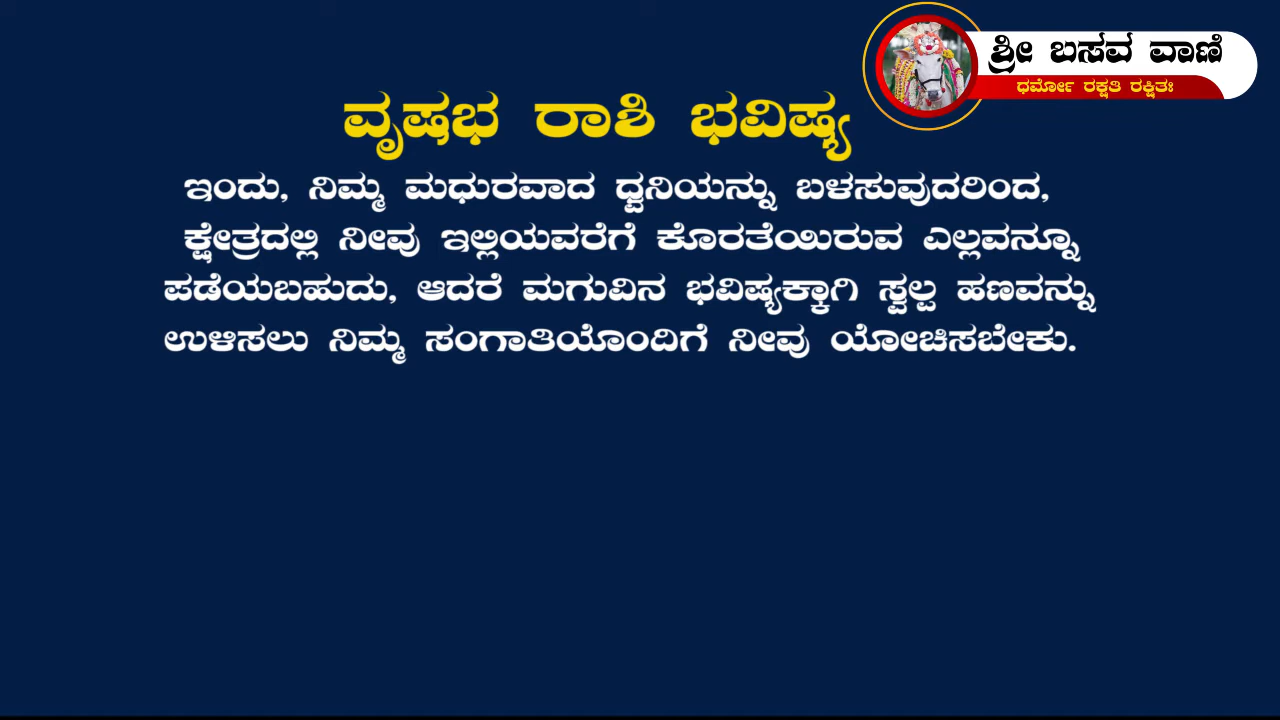 ಶ್ರೀ ಬಸವ ವಾಣಿ
ಧರ್ಮೋ ರಕ್ಷತಿ ರಕ್ಷಿತಃ
ವೃಷಭ ರಾಶಿ ಭವಿಷ್ಯ
ಇಂದು, ನಿಮ್ಮ ಮಧುರವಾದ ಧ್ವನಿಯನ್ನು ಬಳಸುವುದರಿಂದ,
ಕ್ಷೇತ್ರದಲ್ಲಿ ನೀವು ಇಲ್ಲಿಯವರೆಗೆ ಕೊರತೆಯಿರುವ ಎಲ್ಲವನ್ನೂ
ಪಡೆಯಬಹುದು, ಆದರೆ ಮಗುವಿನ ಭವಿಷ್ಯಕ್ಕಾಗಿ ಸ್ವಲ್ಪ ಹಣವನ್ನು
ಉಳಿಸಲು ನಿಮ್ಮ ಸಂಗಾತಿಯೊಂದಿಗೆ ನೀವು ಯೋಚಿಸಬೇಕು.